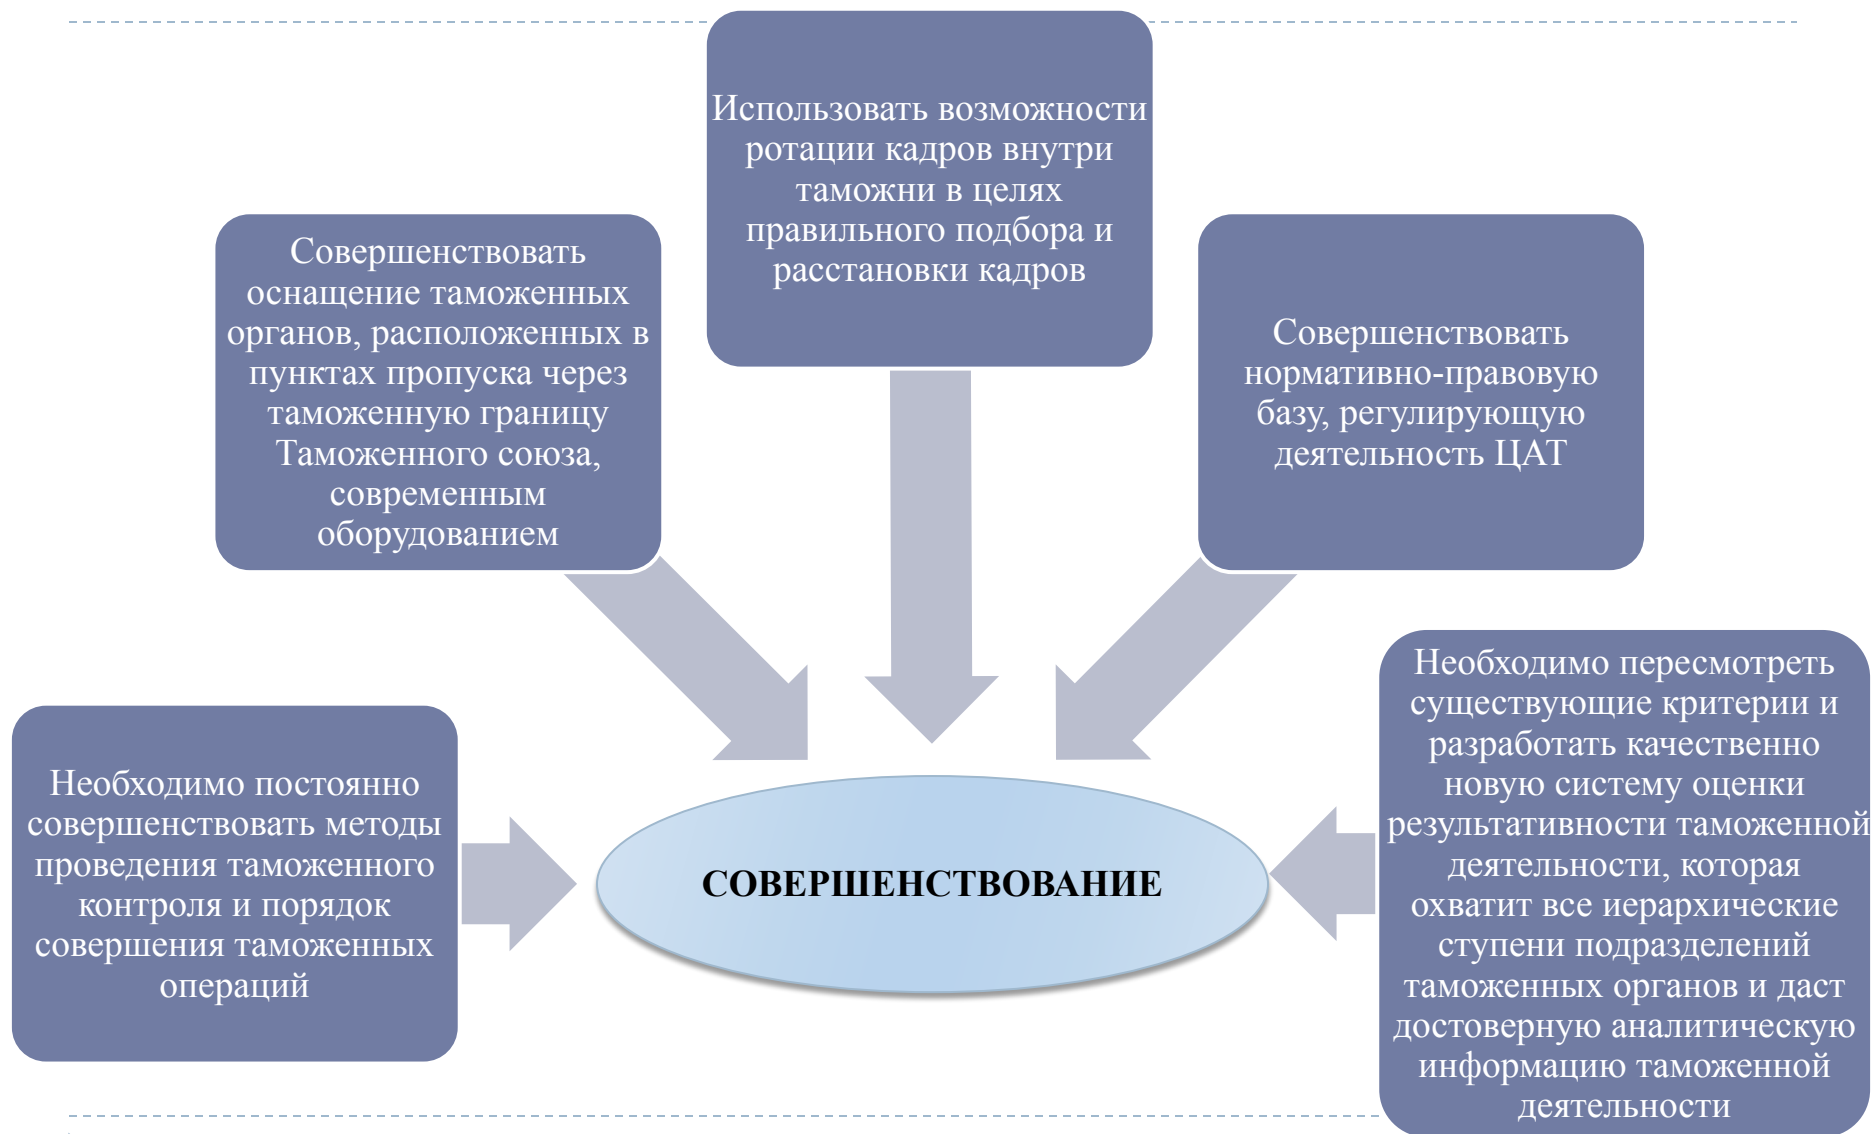 Использовать возможности
ротации кадров внутри
таможни в целях
правильного подбора и
расстановки кадров
Совершенствовать
оснащение таможенных
органов, расположенных в
пунктах пропуска через
таможенную границу
Таможенного союза,
современным
оборудованием
Совершенствовать
нормативно-правовую
базу, регулирующую
деятельность ЦАТ
Необходимо постоянно
совершенствовать методы
проведения таможенного
контроля и порядок
совершения таможенных
операций
СОВЕРШЕНСТВОВАНИЕ
Необходимо пересмотреть
существующие критерии и
разработать качественно
новую систему оценки
результативности таможенной
деятельности, которая
охватит все иерархические
ступени подразделений
таможенных органов и даст
достоверную аналитическую
информацию таможенной
деятельности